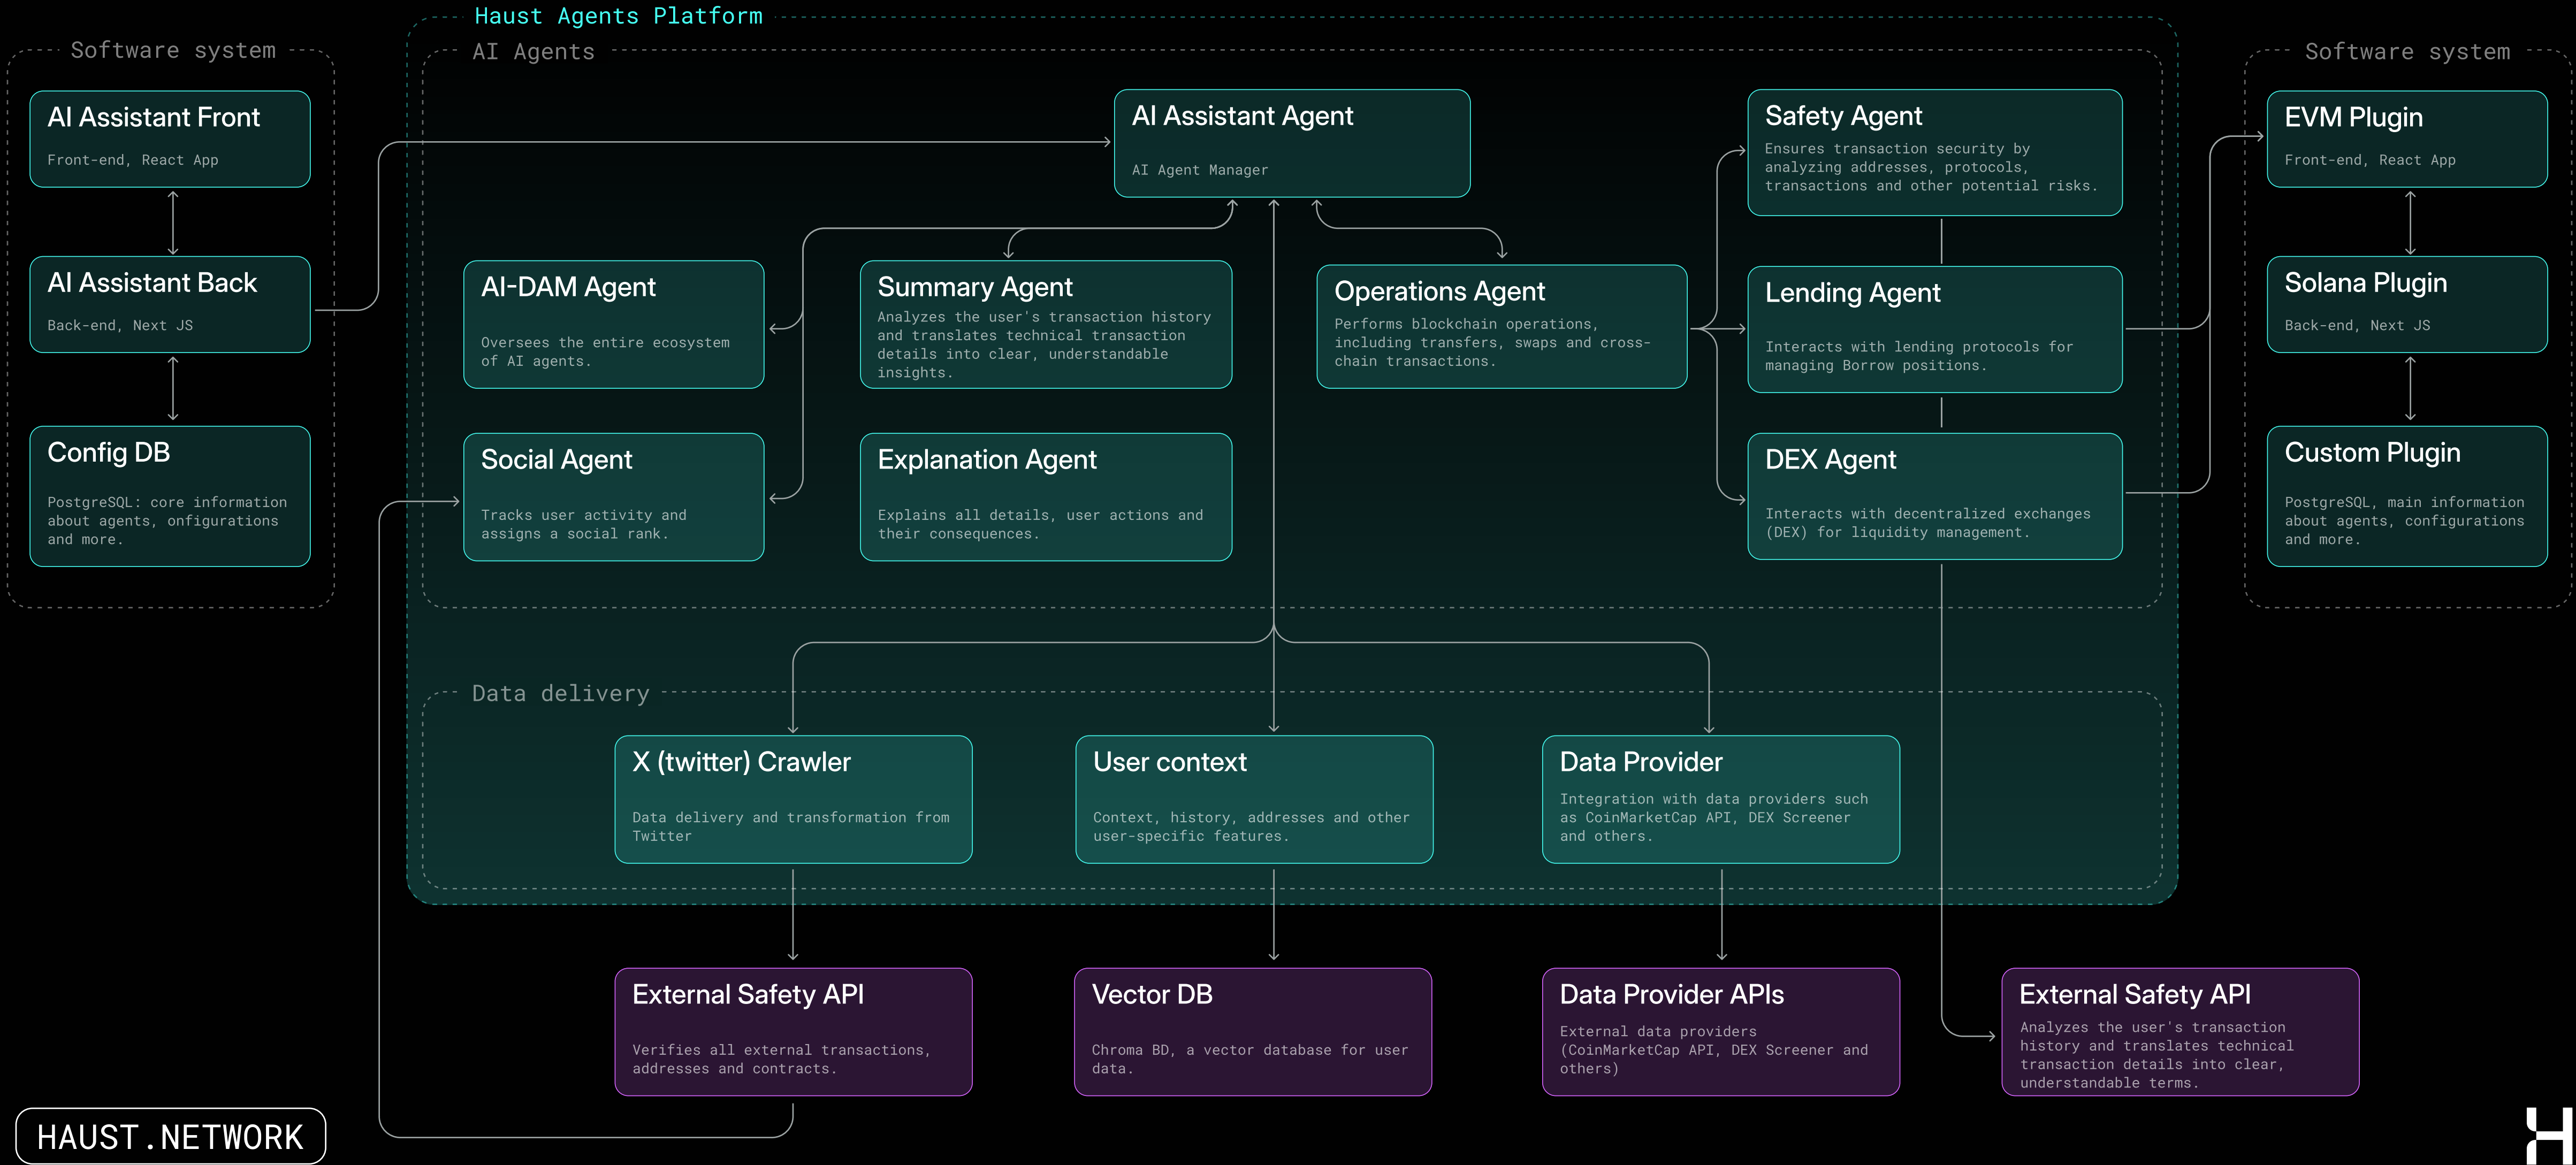 Haust Agents Platform
Software system
AI Assistant Front
Front-end, React App
AI Assistant Back
Back-end, Next JS
Config DB
PostgreSQL: core information
about agents, onfigurations
and more.
AI Agents
AI Assistant Agent
AI Agent Manager
AI-DAM Agent
Oversees the entire ecosystem
of AI agents.
Summary Agent
Analyzes the user's transaction history
and translates technical transaction
details into clear, understandable
insights.
Operations Agent
Performs blockchain operations,
including transfers, swaps and cross-
chain transactions.
Safety Agent
Ensures transaction security by
analyzing addresses, protocols,
transactions and other potential risks.
Lending Agent
Interacts with lending protocols for
managing Borrow positions.
Social Agent
Tracks user activity and
assigns a social rank.
Explanation Agent
Explains all details, user actions and
their consequences.
DEX Agent
Interacts with decentralized exchanges
(DEX) for liquidity management.
Software system
EVM Plugin
Front-end, React App
Solana Plugin
Back-end, Next JS
Custom Plugin
PostgreSQL, main information
about agents, configurations
and more.
Data delivery
X (twitter) Crawler
Data delivery and transformation from
Twitter
User context
Context, history, addresses and other
user-specific features.
Data Provider
Integration with data providers such
as CoinMarketCap API, DEX Screener
and others.
External Safety API
Verifies all external transactions,
addresses and contracts.
Vector DB
Chroma BD, a vector database for user
data.
Data Provider APIs
External data providers
(CoinMarketCap API, DEX Screener and
others)
External Safety API
Analyzes the user's transaction
history and translates technical
transaction details into clear,
understandable terms.
HAUST.NETWORK